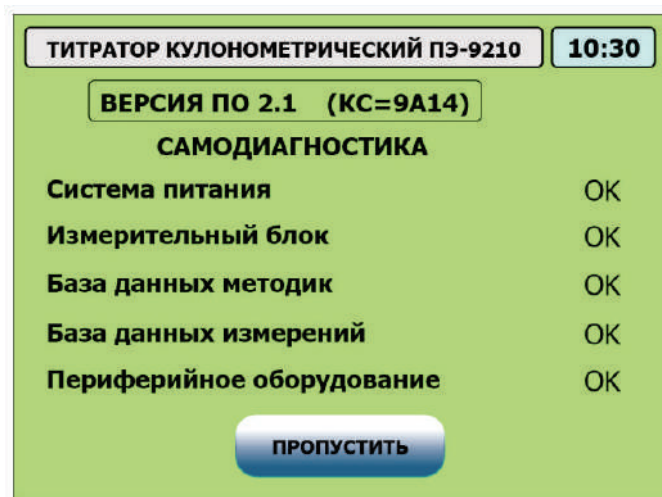 ТИТРАТОР КУЛОНОМЕТРИЧЕСКИЙ ПЭ-9210 10:30
ВЕРСИЯ ПО 2.1 (КС=9А14)
САМОДИАГНОСТИКА
Система питания OK
Измерительный блок OK
База данных методик OK
База данных измерений OK
Периферийное оборудование OK
ПРОПУСТИТЬ